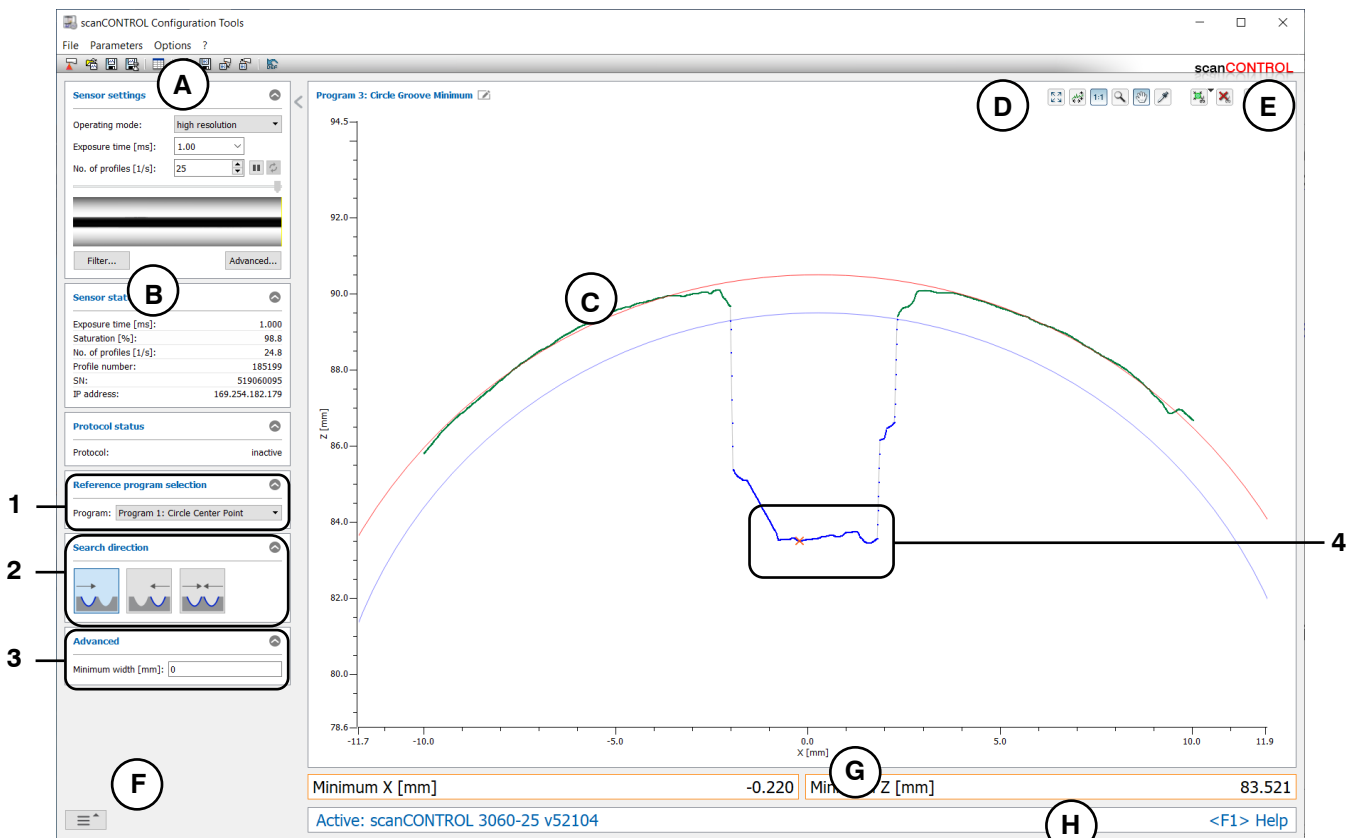 scanCONTROL Configuration Tools
File Parameters Options ?
scanCONTROL
A
Sensor settings
Operating mode: high resolution
Exposure time [ms]: 1.00
No. of profiles [1/s]: 25
Filter... Advanced...
B
Sensor stat
Exposure time [ms]: 1.000
Saturation [%]: 98.8
No. of profiles [1/s]: 24.8
Profile number: 185199
SN: 519060095
IP address: 169.254.182.179
Protocol status
Protocol: inactive
1
Reference program selection
Program: Program 1: Circle Center Point
2
Search direction
3
Advanced
Minimum width [mm]: 0
F
Program 3: Circle Groove Minimum
D
1:1
E
94.5
92.0
90.0
88.0
86.0
84.0
82.0
80.0
78.6
Z [mm]
C
4
-11.7 -10.0 -5.0 0.0 5.0 10.0 11.9
X [mm]
G
Minimum X [mm] -0.220
Min Z [mm] 83.521
H
Active: scanCONTROL 3060-25 v52104
<F1> Help